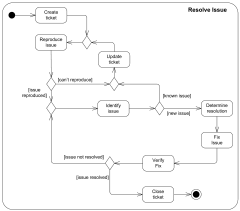 Resolve Issue
Create
ticket
Reproduce
issue
Update
ticket
[can't reproduce]
[known issue]
[issue
reproduced]
Identify
issue
Determine
resolution
[new issue]
Fix
issue
[issue not resolved]
Verify
Fix
[issue resolved]
Close
ticket